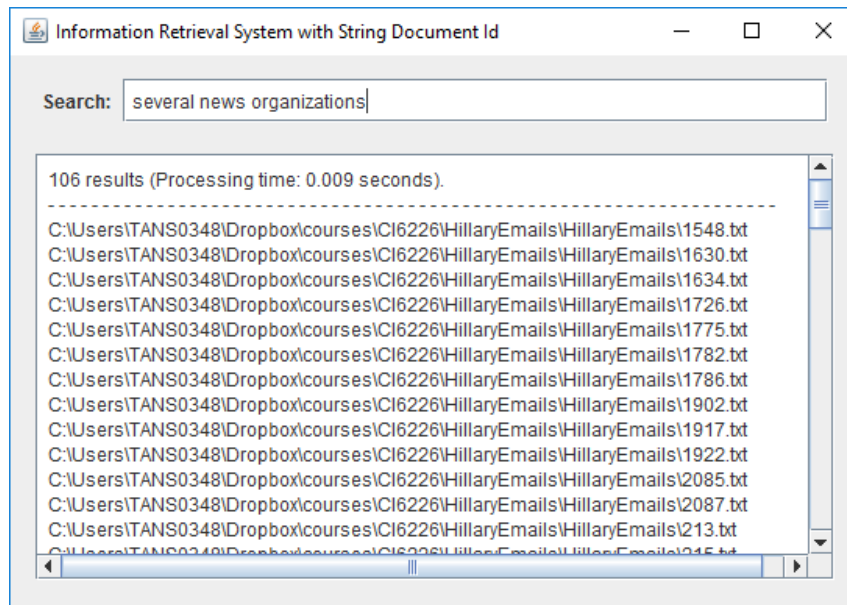 Information Retrieval System with String Document Id
Search: several news organizations
106 results (Processing time: 0.009 seconds).
- - - - - - - - - - - - - - - - - - - - - - - - - - - - - - - - - - - - - - - - - - - - - - - - - - - - - - - - - - - - - - - - - -
C:\Users\TANS0348\Dropbox\courses\CI6226\HillaryEmails\HillaryEmails\1548.txt
C:\Users\TANS0348\Dropbox\courses\CI6226\HillaryEmails\HillaryEmails\1630.txt
C:\Users\TANS0348\Dropbox\courses\CI6226\HillaryEmails\HillaryEmails\1634.txt
C:\Users\TANS0348\Dropbox\courses\CI6226\HillaryEmails\HillaryEmails\1726.txt
C:\Users\TANS0348\Dropbox\courses\CI6226\HillaryEmails\HillaryEmails\1775.txt
C:\Users\TANS0348\Dropbox\courses\CI6226\HillaryEmails\HillaryEmails\1782.txt
C:\Users\TANS0348\Dropbox\courses\CI6226\HillaryEmails\HillaryEmails\1786.txt
C:\Users\TANS0348\Dropbox\courses\CI6226\HillaryEmails\HillaryEmails\1902.txt
C:\Users\TANS0348\Dropbox\courses\CI6226\HillaryEmails\HillaryEmails\1917.txt
C:\Users\TANS0348\Dropbox\courses\CI6226\HillaryEmails\HillaryEmails\1922.txt
C:\Users\TANS0348\Dropbox\courses\CI6226\HillaryEmails\HillaryEmails\2085.txt
C:\Users\TANS0348\Dropbox\courses\CI6226\HillaryEmails\HillaryEmails\2087.txt
C:\Users\TANS0348\Dropbox\courses\CI6226\HillaryEmails\HillaryEmails\213.txt